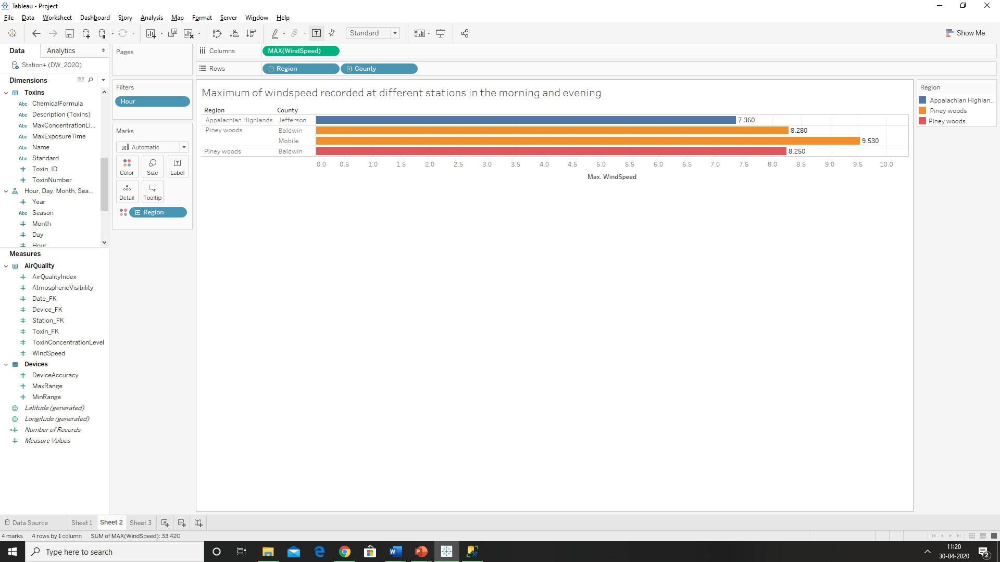 Tableau - Project
File Data Worksheet Dashboard Story Analysis Map Format Server Window Help
Standard
Show Me
Data Analytics
Station+ (DW_2020)
Dimensions
Toxins
Abc ChemicalFormula
Abc Description (Toxins)
Abc MaxConcentrationLi...
Abc MaxExposureTime
Abc Name
Abc Standard
# Toxin_ID
# ToxinNumber
Hour, Day, Month, Sea...
# Year
Abc Season
# Month
# Day
# Hour
Measures
AirQuality
# AirQualityIndex
# AtmosphericVisibility
# Date_FK
# Device_FK
# Station_FK
# Toxin_FK
# ToxinConcentrationLevel
# WindSpeed
Devices
# DeviceAccuracy
# MaxRange
# MinRange
Latitude (generated)
Longitude (generated)
=# Number of Records
# Measure Values
Pages
Filters
Hour
Marks
Automatic
Color Size Label
Detail Tooltip
Region
Columns MAX(WindSpeed)
Rows Region County
Maximum of windspeed recorded at different stations in the morning and evening
Region County
Appalachian Highlands Jefferson 7.360
Piney woods Baldwin 8.280
Mobile 9.530
Piney woods Baldwin 8.250
0.0 0.5 1.0 1.5 2.0 2.5 3.0 3.5 4.0 4.5 5.0 5.5 6.0 6.5 7.0 7.5 8.0 8.5 9.0 9.5 10.0
Max. WindSpeed
Region
Appalachian Highlan..
Piney woods
Piney woods
Data Source Sheet 1 Sheet 2 Sheet 3
4 marks 4 rows by 1 column SUM of MAX(WindSpeed): 33.420
Type here to search
11:20
30-04-2020
2